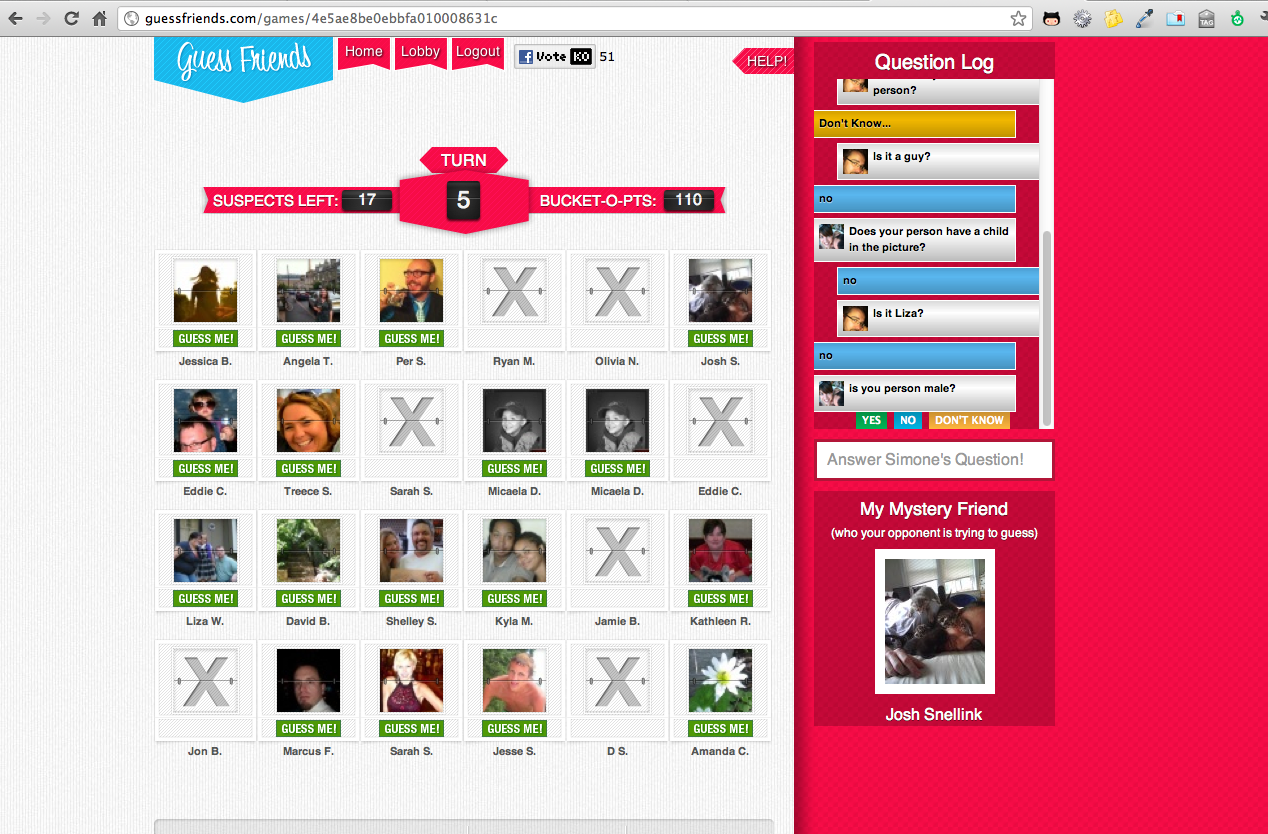 guessfriends.com/games/4e5ae8be0ebbfa010008631c
Guess Friends
Home
Lobby
Logout
Vote KO
51
HELP!
TURN
SUSPECTS LEFT: 17
5
BUCKET-O-PTS: 110
GUESS ME!
GUESS ME!
GUESS ME!
GUESS ME!
Jessica B.
Angela T.
Per S.
Ryan M.
Olivia N.
Josh S.
GUESS ME!
GUESS ME!
GUESS ME!
GUESS ME!
Eddie C.
Treece S.
Sarah S.
Micaela D.
Micaela D.
Eddie C.
GUESS ME!
GUESS ME!
GUESS ME!
GUESS ME!
GUESS ME!
Liza W.
David B.
Shelley S.
Kyla M.
Jamie B.
Kathleen R.
GUESS ME!
GUESS ME!
GUESS ME!
GUESS ME!
Jon B.
Marcus F.
Sarah S.
Jesse S.
D S.
Amanda C.
Question Log
person?
Don't Know...
Is it a guy?
no
Does your person have a child
in the picture?
no
Is it Liza?
no
is you person male?
YES
NO
DON'T KNOW
Answer Simone's Question!
My Mystery Friend
(who your opponent is trying to guess)
Josh Snellink
TAG